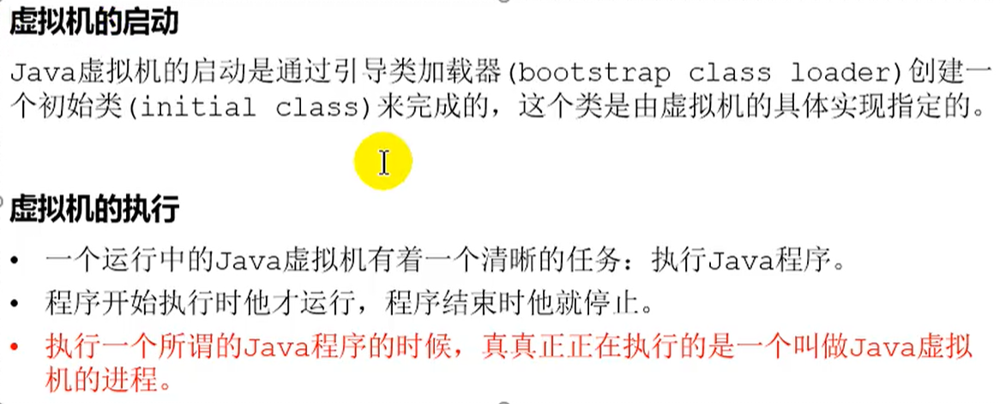 虚拟机的启动
Java虚拟机的启动是通过引导类加载器(bootstrap class loader)创建一
个初始类(initial class)来完成的，这个类是由虚拟机的具体实现指定的。
虚拟机的执行
• 一个运行中的Java虚拟机有着一个清晰的任务：执行Java程序。
• 程序开始执行时他才运行，程序结束时他就停止。
• 执行一个所谓的Java程序的时候，真真正正在执行的是一个叫做Java虚拟
机的进程。